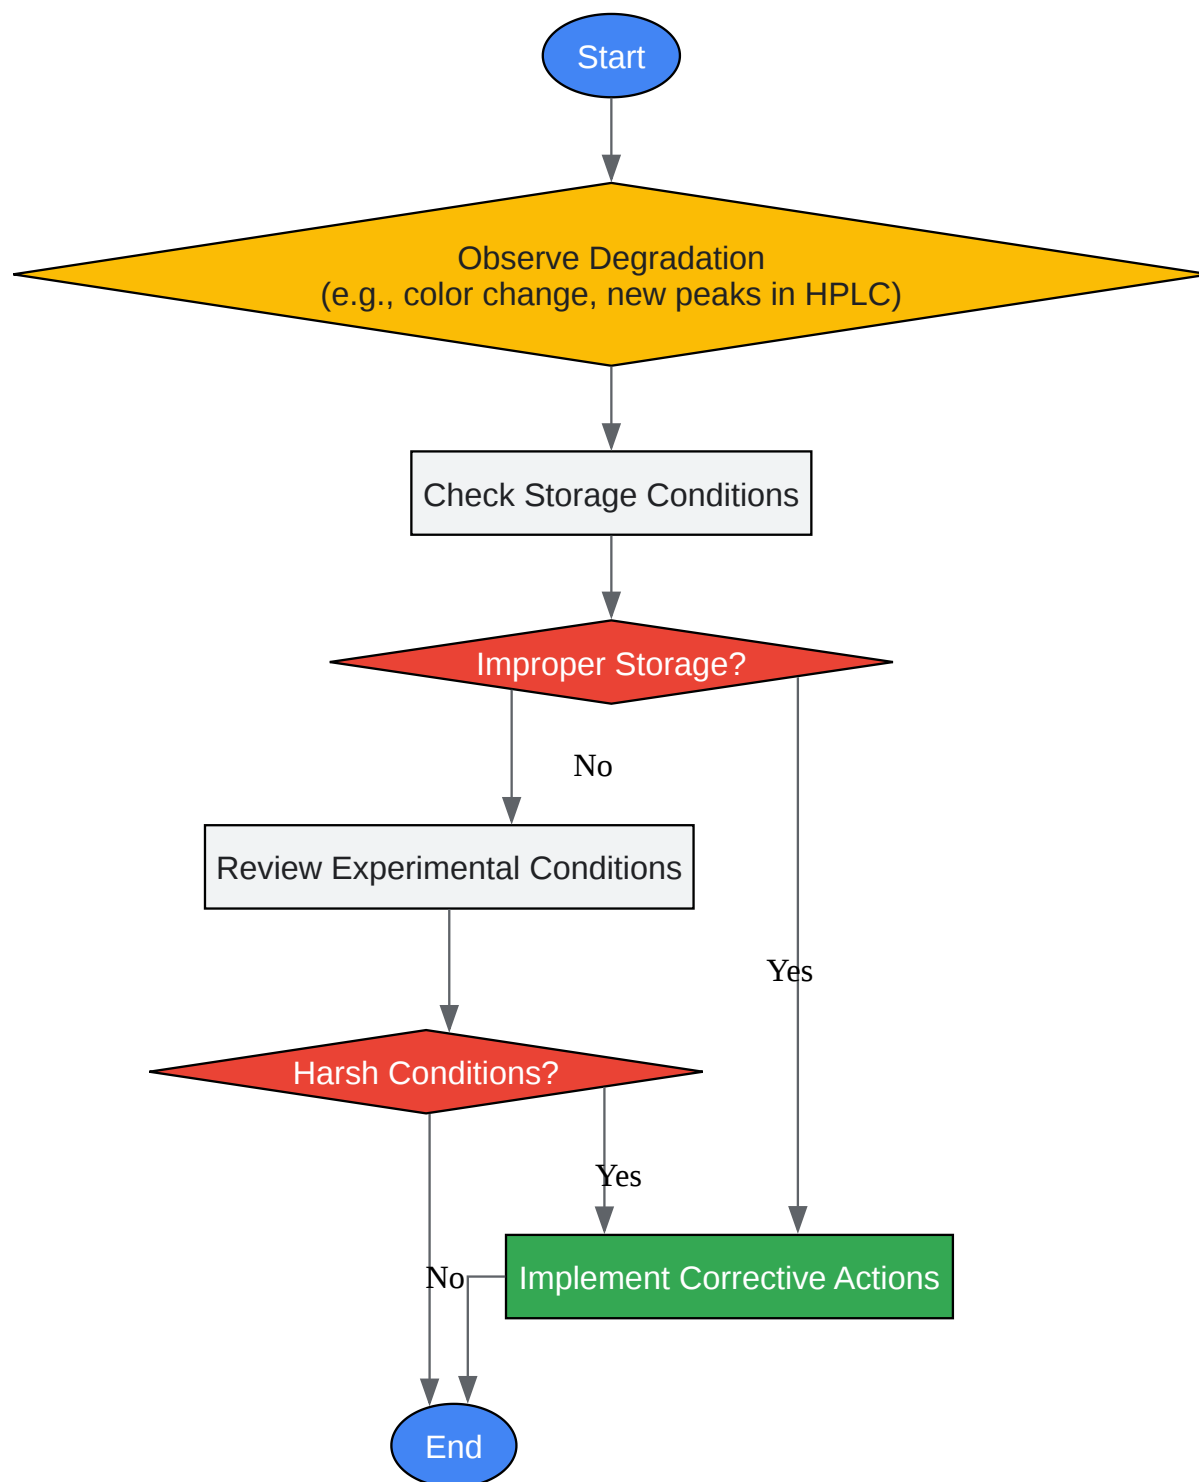 Start
Observe Degradation
(e.g., color change, new peaks in HPLC)
Check Storage Conditions
Improper Storage?
No
Review Experimental Conditions
Yes
Harsh Conditions?
Yes
No
Implement Corrective Actions
End